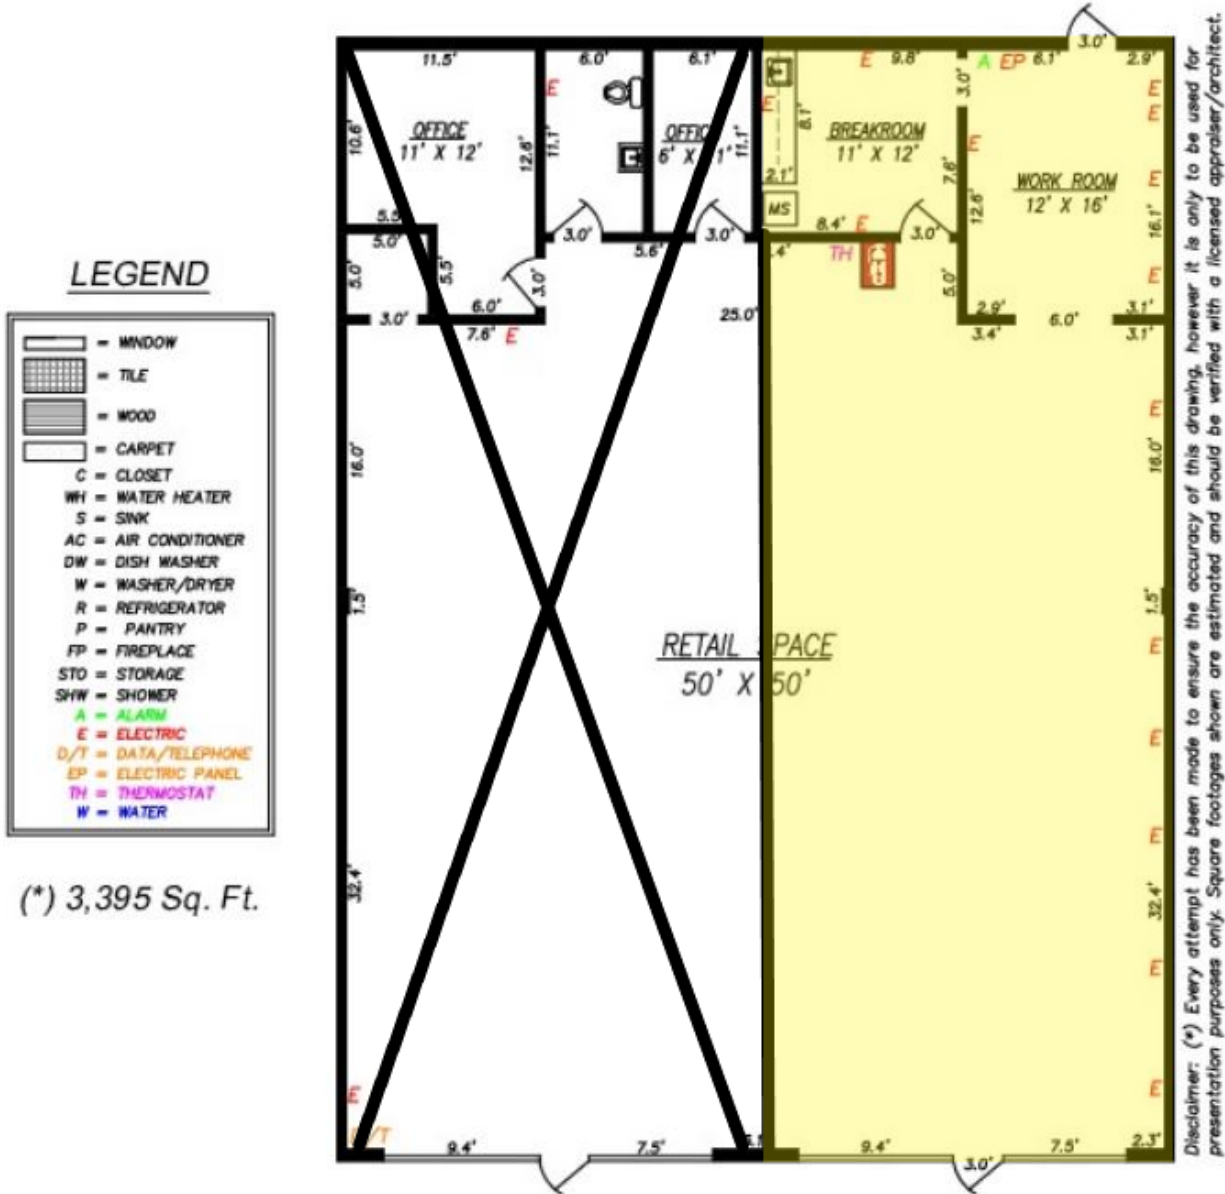 LEGEND
= WINDOW
= TILE
= WOOD
= CARPET
C = CLOSET
WH = WATER HEATER
S = SINK
AC = AIR CONDITIONER
DW = DISH WASHER
W = WASHER/DRYER
R = REFRIGERATOR
P = PANTRY
FP = FIREPLACE
STO = STORAGE
SHW = SHOWER
A = ALARM
E = ELECTRIC
D/T = DATA/TELEPHONE
EP = ELECTRIC PANEL
TH = THERMOSTAT
W = WATER
(*) 3,395 Sq. Ft.
3.0'
11.5' 6.0' 6.1' E 9.8' A EP 6.1' 2.9'
E E 3.0' E
E
10.6' OFFICE 12.6' 11.1' 11.1' 8.1' BREAKROOM E
11' X 12' 11' X 12' 7.6'
2.1' WORK ROOM E
12' X 16' 12.6' 16.1'
MS
5.5' 8.4' E
5.0' 3.0' 5.6' 3.0' .4' TH 3.0'
5.0' 5.5' 3.0' 5.0' E
6.0' 25.0' 2.9' 3.1'
3.0' 6.0'
7.6' E 3.4' 3.1'
E
16.0' 16.0'
1.5' 1.5'
E
RETAIL SPACE
50' X 50'
E
E
32.4' 32.4'
E
E E
D/T
9.4' 7.5' 9.4' 7.5' 2.3'
3.0'
Disclaimer: (*) Every attempt has been made to ensure the accuracy of this drawing, however it is only to be used for
presentation purposes only. Square footages shown are estimated and should be verified with a licensed appraiser/architect.